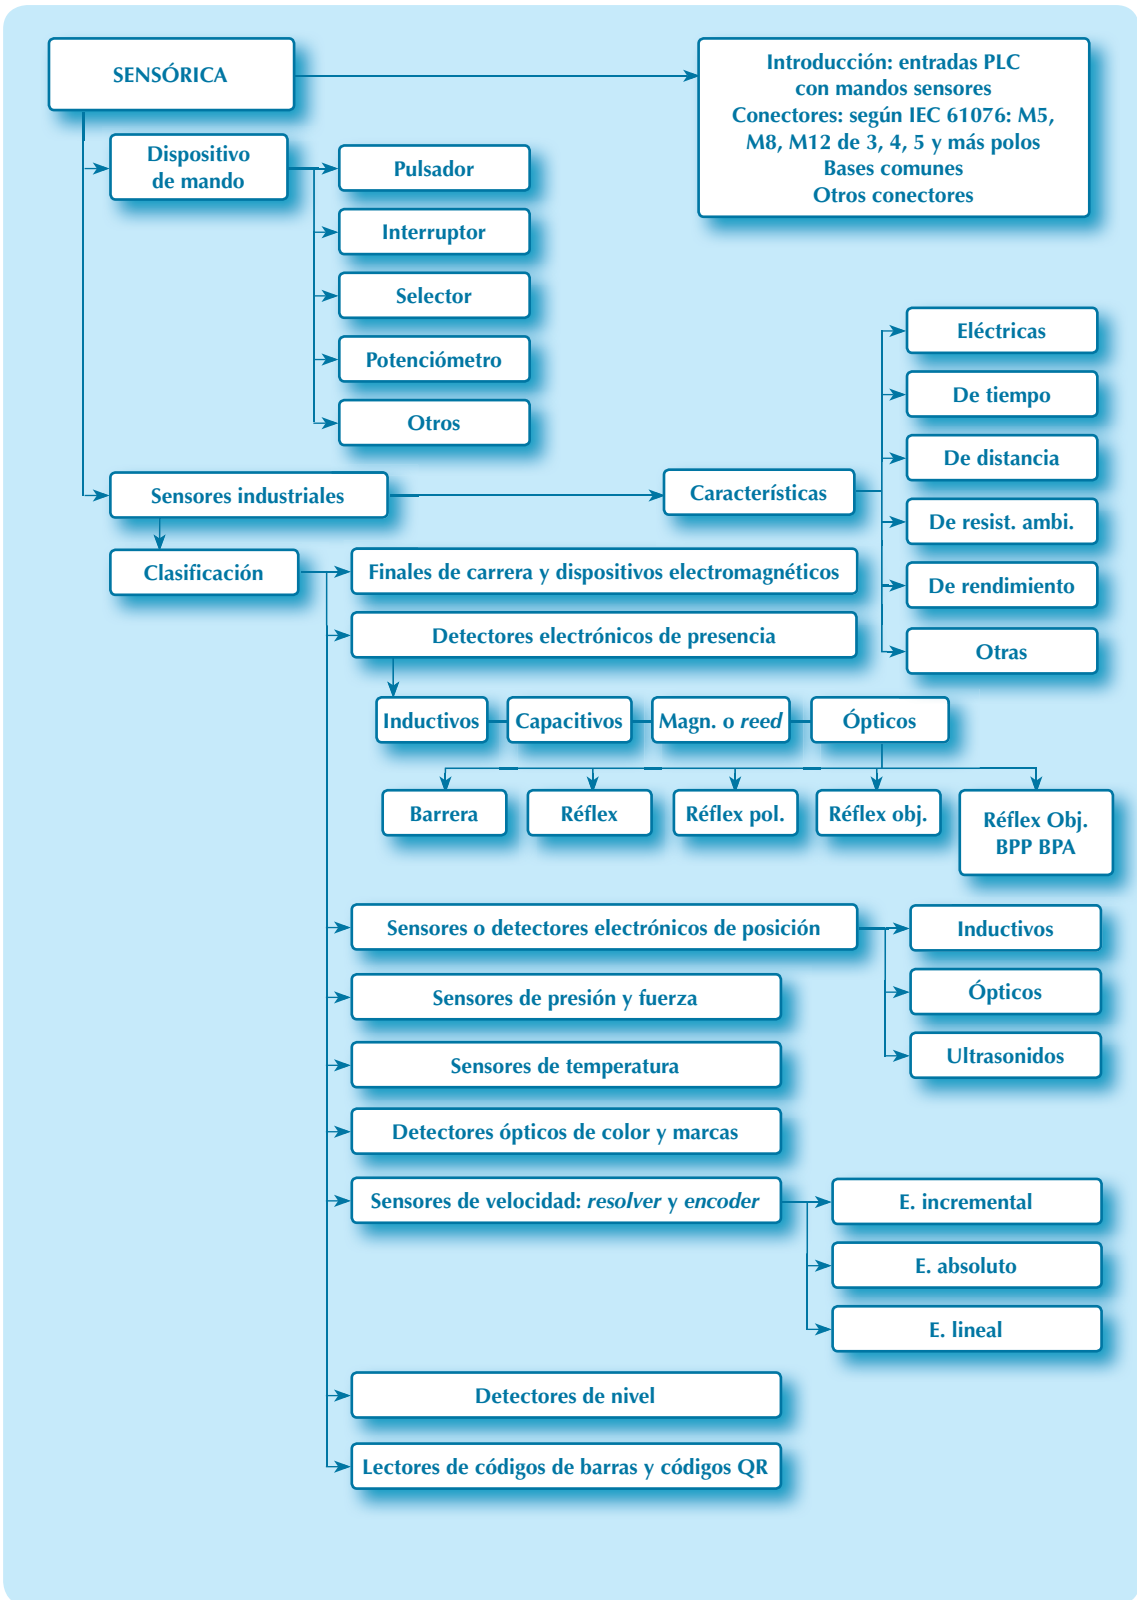 SENSÓRICA
Introducción: entradas PLC
con mandos sensores
Conectores: según IEC 61076: M5,
M8, M12 de 3, 4, 5 y más polos
Bases comunes
Otros conectores
Dispositivo
de mando
Pulsador
Interruptor
Selector
Potenciómetro
Otros
Sensores industriales
Características
Eléctricas
De tiempo
De distancia
De resist. ambi.
De rendimiento
Otras
Clasificación
Finales de carrera y dispositivos electromagnéticos
Detectores electrónicos de presencia
Inductivos
Capacitivos
Magn. o reed
Ópticos
Barrera
Réflex
Réflex pol.
Réflex obj.
Réflex Obj.
BPP BPA
Sensores o detectores electrónicos de posición
Inductivos
Ópticos
Ultrasonidos
Sensores de presión y fuerza
Sensores de temperatura
Detectores ópticos de color y marcas
Sensores de velocidad: resolver y encoder
E. incremental
E. absoluto
E. lineal
Detectores de nivel
Lectores de códigos de barras y códigos QR